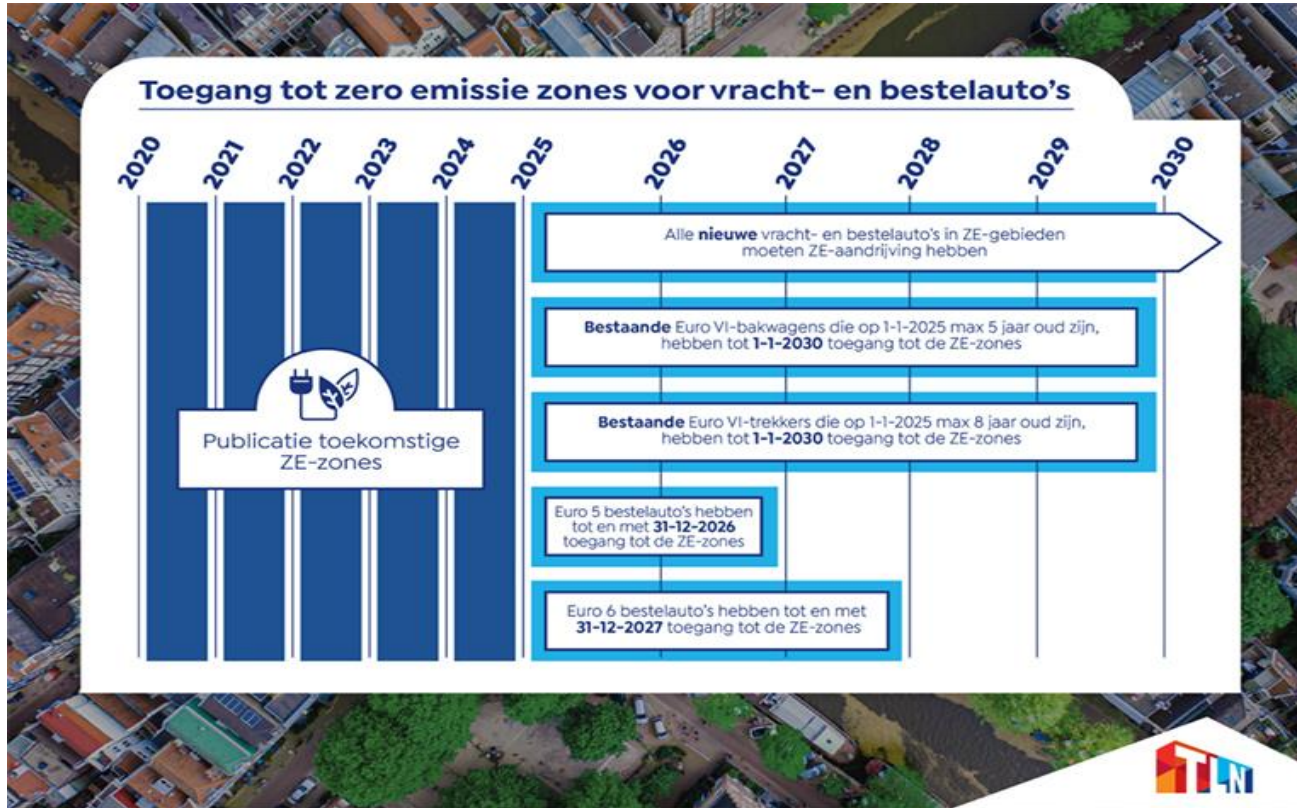 Toegang tot zero emissie zones voor vracht- en bestelauto's
2020
2021
2022
2023
2024
2025
2026
2027
2028
2029
2030
Alle nieuwe vracht- en bestelauto's in ZE-gebieden
moeten ZE-aandrijving hebben
Bestaande Euro VI-bakwagens die op 1-1-2025 max 5 jaar oud zijn,
hebben tot 1-1-2030 toegang tot de ZE-zones
Bestaande Euro VI-trekkers die op 1-1-2025 max 8 jaar oud zijn,
hebben tot 1-1-2030 toegang tot de ZE-zones
Publicatie toekomstige
ZE-zones
Euro 5 bestelauto's hebben
tot en met 31-12-2026
toegang tot de ZE-zones
Euro 6 bestelauto's hebben tot en met
31-12-2027 toegang tot de ZE-zones
TLN